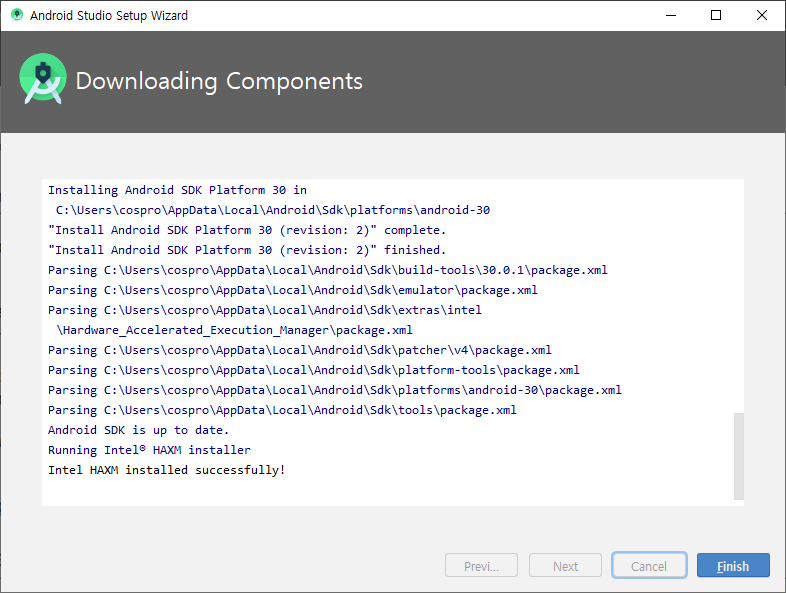 Android Studio Setup Wizard
Downloading Components
Installing Android SDK Platform 30 in
C:\Users\cospro\AppData\Local\Android\Sdk\platforms\android-30
"Install Android SDK Platform 30 (revision: 2)" complete.
"Install Android SDK Platform 30 (revision: 2)" finished.
Parsing C:\Users\cospro\AppData\Local\Android\Sdk\build-tools\30.0.1\package.xml
Parsing C:\Users\cospro\AppData\Local\Android\Sdk\emulator\package.xml
Parsing C:\Users\cospro\AppData\Local\Android\Sdk\extras\intel
\Hardware_Accelerated_Execution_Manager\package.xml
Parsing C:\Users\cospro\AppData\Local\Android\Sdk\patcher\v4\package.xml
Parsing C:\Users\cospro\AppData\Local\Android\Sdk\platform-tools\package.xml
Parsing C:\Users\cospro\AppData\Local\Android\Sdk\platforms\android-30\package.xml
Parsing C:\Users\cospro\AppData\Local\Android\Sdk\tools\package.xml
Android SDK is up to date.
Running Intel® HAXM installer
Intel HAXM installed successfully!
Previ... Next Cancel Finish